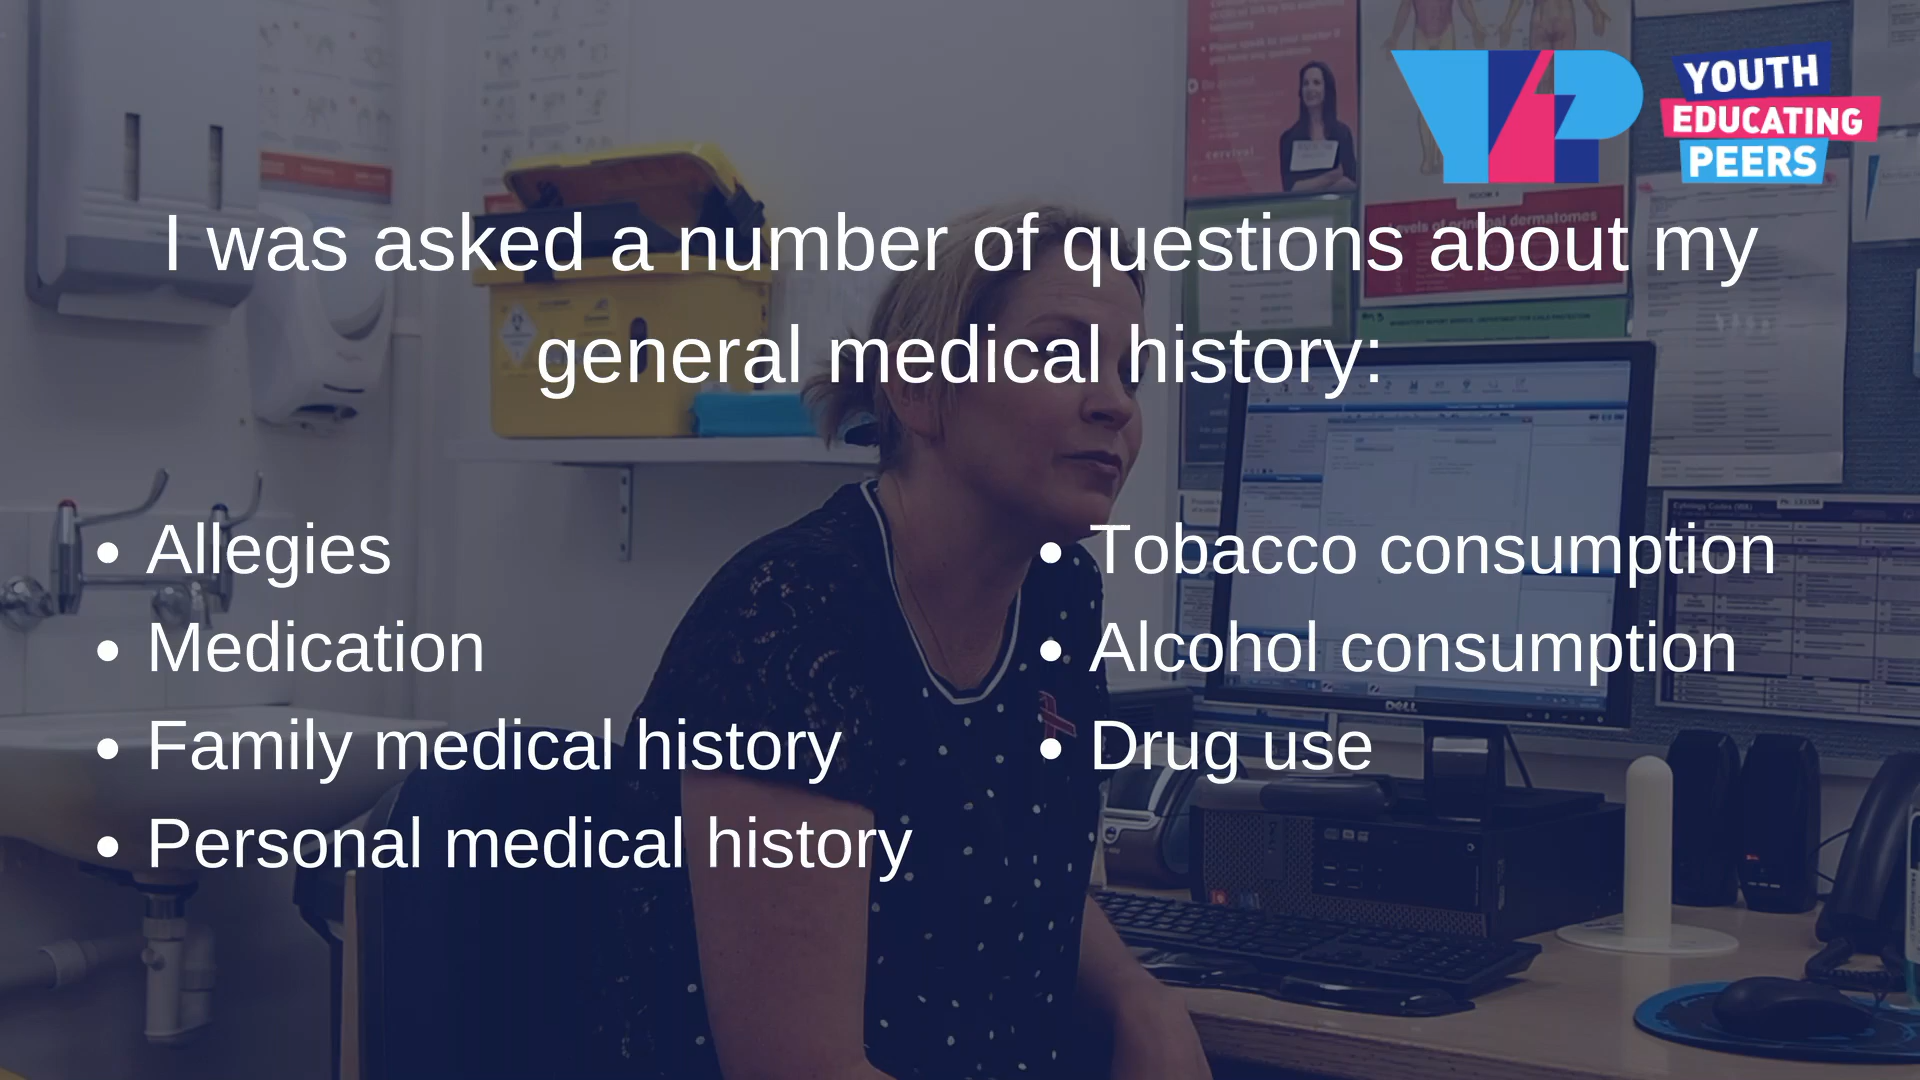 YOUTH
EDUCATING
PEERS
I was asked a number of questions about my
general medical history:
• Allegies
• Medication
• Family medical history
• Personal medical history
• Tobacco consumption
• Alcohol consumption
• Drug use
DELL